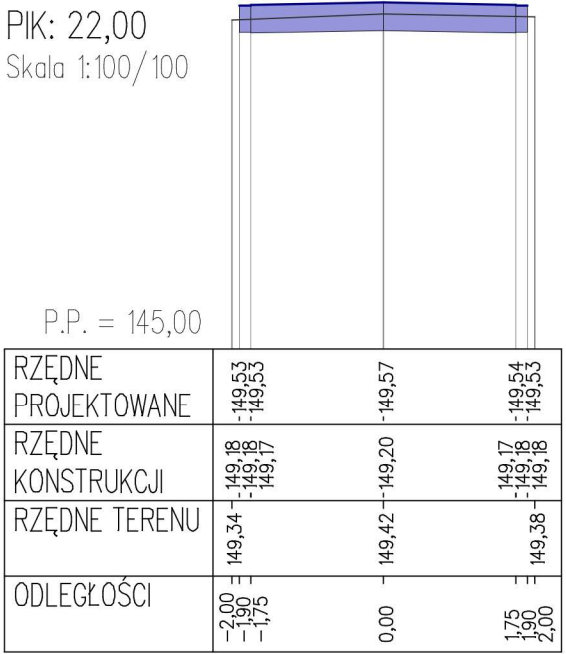 PIK: 22,00
Skala 1:100/100
P.P. = 145,00
RZĘDNE
PROJEKTOWANE
149,53
149,53
149,57
149,54
149,53
RZĘDNE
KONSTRUKCJI
149,18
149,18
149,17
149,20
149,17
149,18
149,18
RZĘDNE TERENU
149,34
149,42
149,38
ODLEGŁOŚCI
-2,00
-1,90
-1,75
0,00
1,75
1,90
2,00